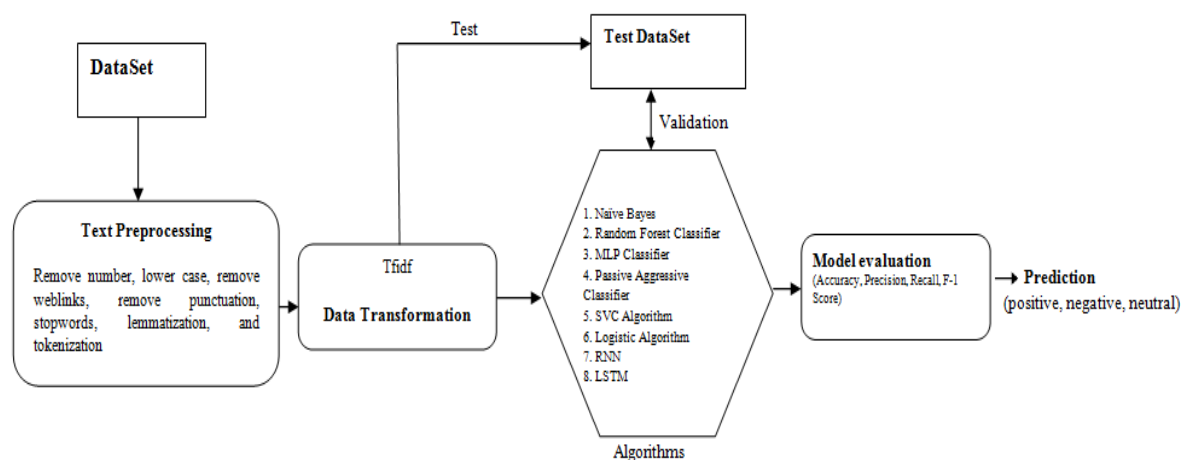 DataSet
Text Preprocessing
Remove number, lower case, remove
weblinks, remove punctuation,
stopwords, lemmatization, and
tokenization
Tfidf
Data Transformation
Test
Test DataSet
Validation
1. Naïve Bayes
2. Random Forest Classifier
3. MLP Classifier
4. Passive Aggressive
Classifier
5. SVC Algorithm
6. Logistic Algorithm
7. RNN
8. LSTM
Algorithms
Model evaluation
(Accuracy, Precision, Recall, F-1
Score)
Prediction
(positive, negative, neutral)